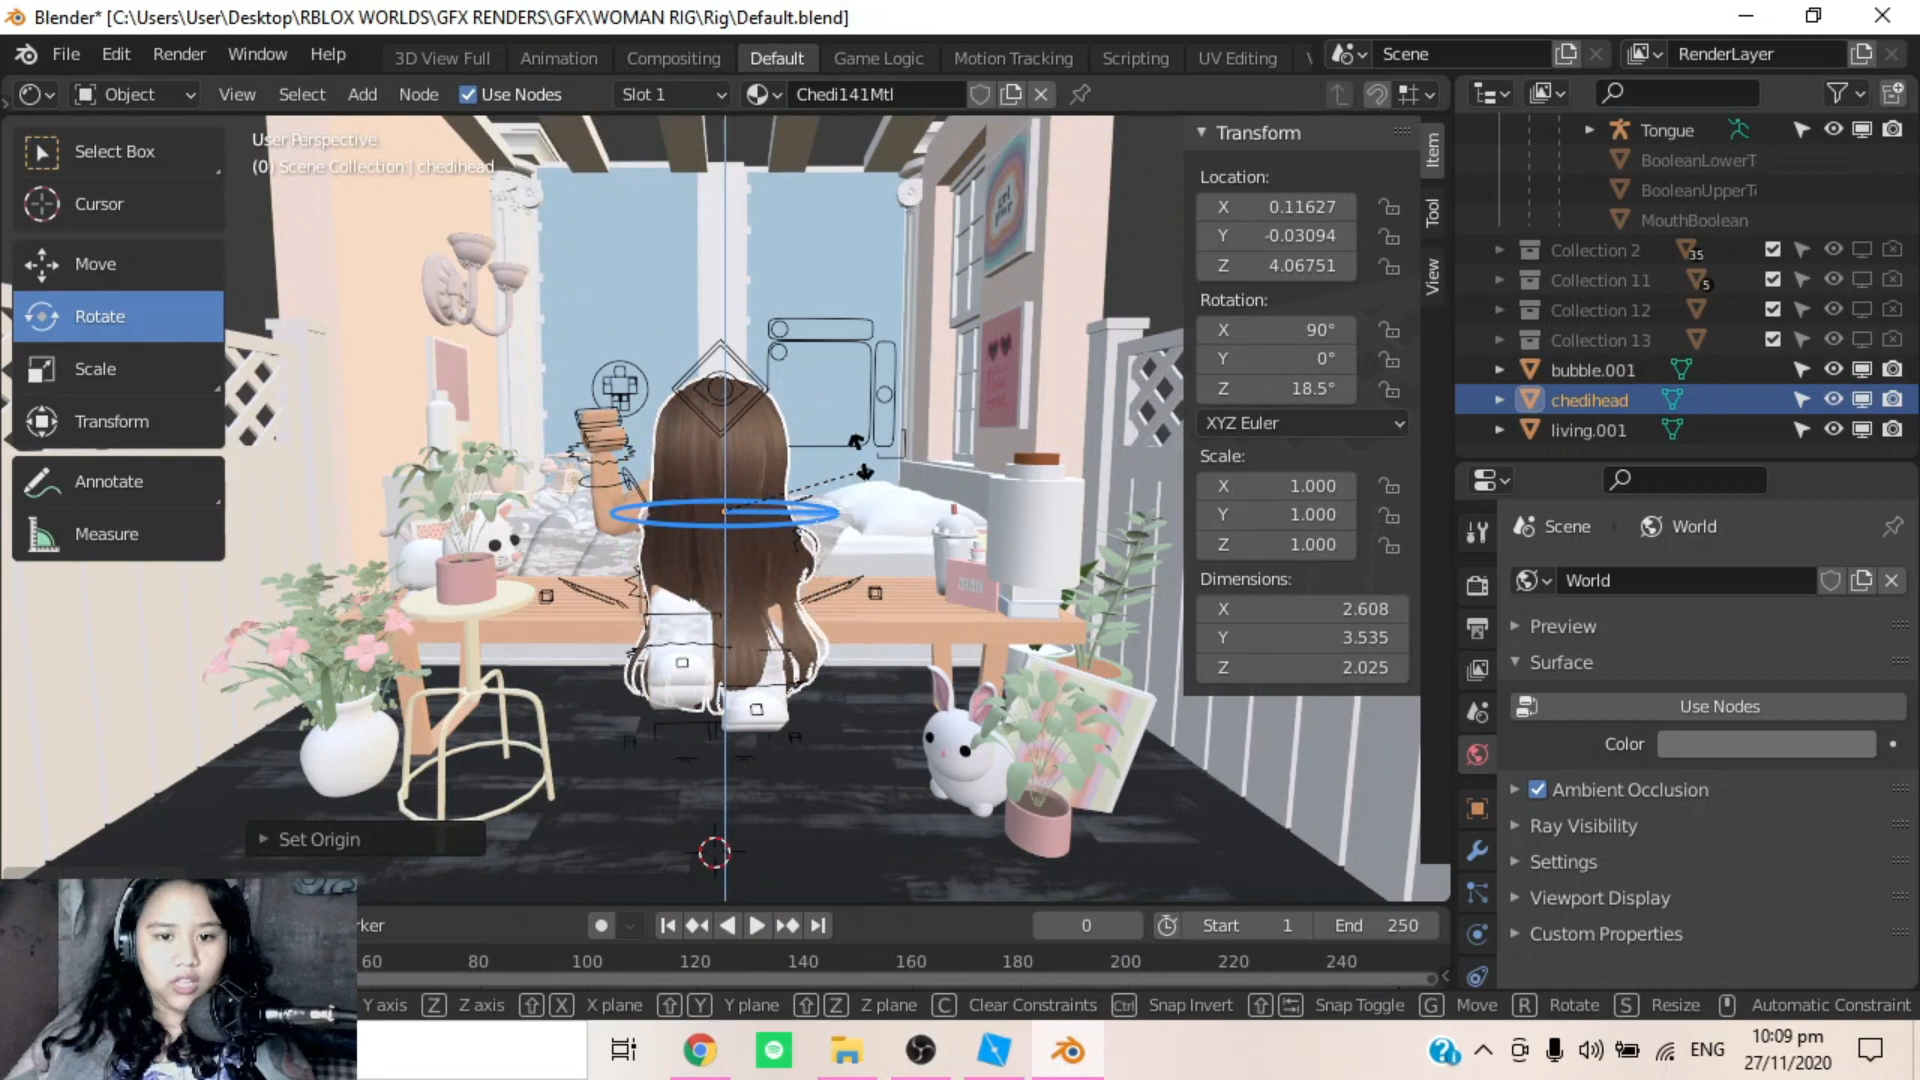 Blender* [C:\Users\User\Desktop\RBLOX WORLDS\GFX RENDERS\GFX\WOMAN RIG\Rig\Default.blend]
File Edit Render Window Help 3D View Full Animation Compositing Default Game Logic Motion Tracking Scripting UV Editing Scene RenderLayer
Object View Select Add Node Use Nodes Slot 1 Chedi141Mtl
User Perspective
(0) Scene Collection | chedihead
Select Box
Cursor
Move
Rotate
Scale
Transform
Annotate
Measure
Set Origin
Transform
Location:
X 0.11627
Y -0.03094
Z 4.06751
Rotation:
X 90°
Y 0°
Z 18.5°
XYZ Euler
Scale:
X 1.000
Y 1.000
Z 1.000
Dimensions:
X 2.608
Y 3.535
Z 2.025
Item
Tool
View
Tongue
BooleanLowerT
BooleanUpperT
MouthBoolean
Collection 2 35
Collection 11 5
Collection 12
Collection 13
bubble.001
chedihead
living.001
Scene World
World
Preview
Surface
Use Nodes
Color
Ambient Occlusion
Ray Visibility
Settings
Viewport Display
Custom Properties
ker 0 Start 1 End 250
60 80 100 120 140 160 180 200 220 240
Y axis Z Z axis X X plane Y Y plane Z Z plane C Clear Constraints Ctrl Snap Invert Snap Toggle G Move R Rotate S Resize Automatic Constraint
ENG
10:09 pm
27/11/2020